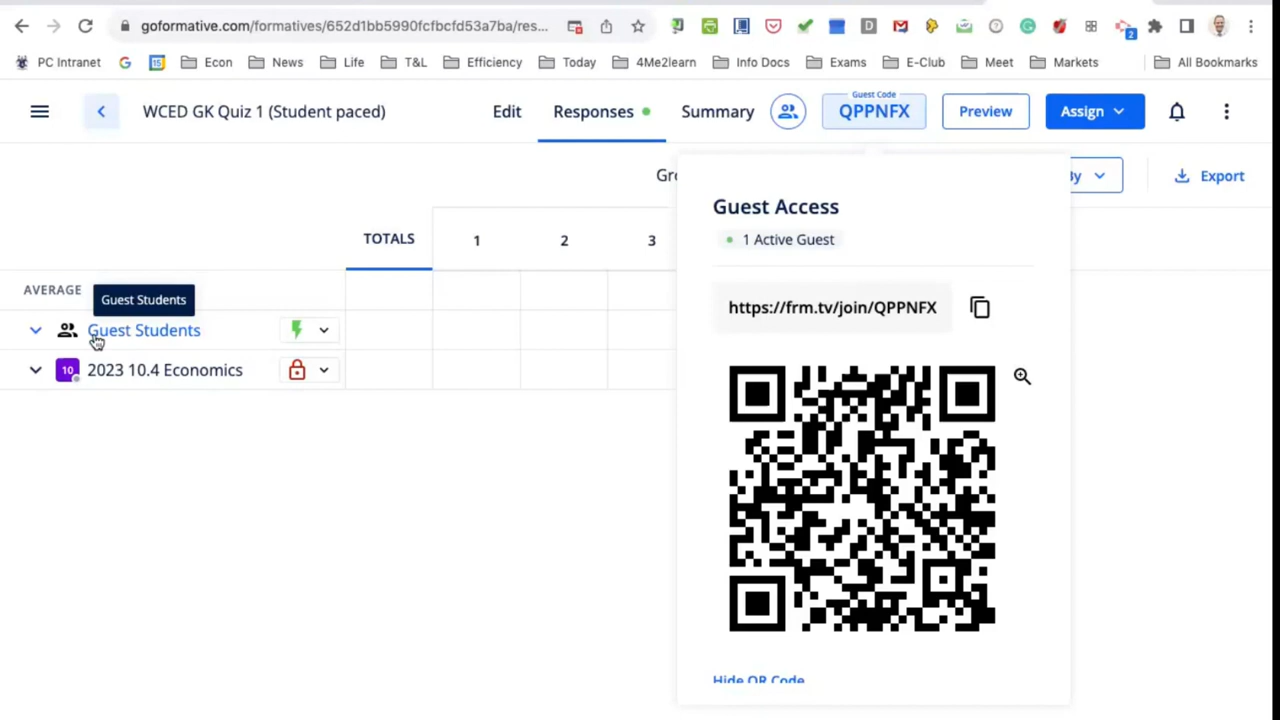 goformative.com/formatives/652d1bb5990fcfbcfd53a7ba/res...
D
G
2
PC Intranet
G
Econ
News
Life
T&L
Efficiency
Today
4Me2learn
Info Docs
Exams
E-Club
Meet
Markets
All Bookmarks
WCED GK Quiz 1 (Student paced)
Edit
Responses
Summary
Guest Code
QPPNFX
Preview
Assign
Gro
By
Export
Guest Access
1 Active Guest
TOTALS
1
2
3
AVERAGE
Guest Students
Guest Students
https://frm.tv/join/QPPNFX
10
2023 10.4 Economics
Hide QR Code